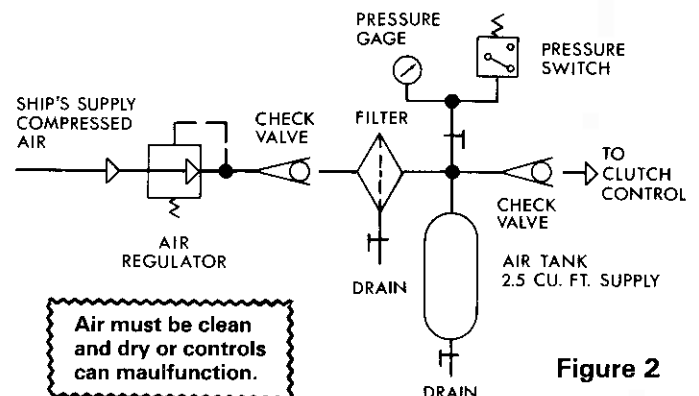 PRESSURE
GAGE
PRESSURE
SWITCH
SHIP'S SUPPLY
COMPRESSED
AIR
CHECK
VALVE
FILTER
TO
CLUTCH
CONTROL
CHECK
VALVE
AIR
REGULATOR
DRAIN
AIR TANK
2.5 CU. FT. SUPPLY
Air must be clean
and dry or controls
can maulfunction.
Figure 2
DRAIN